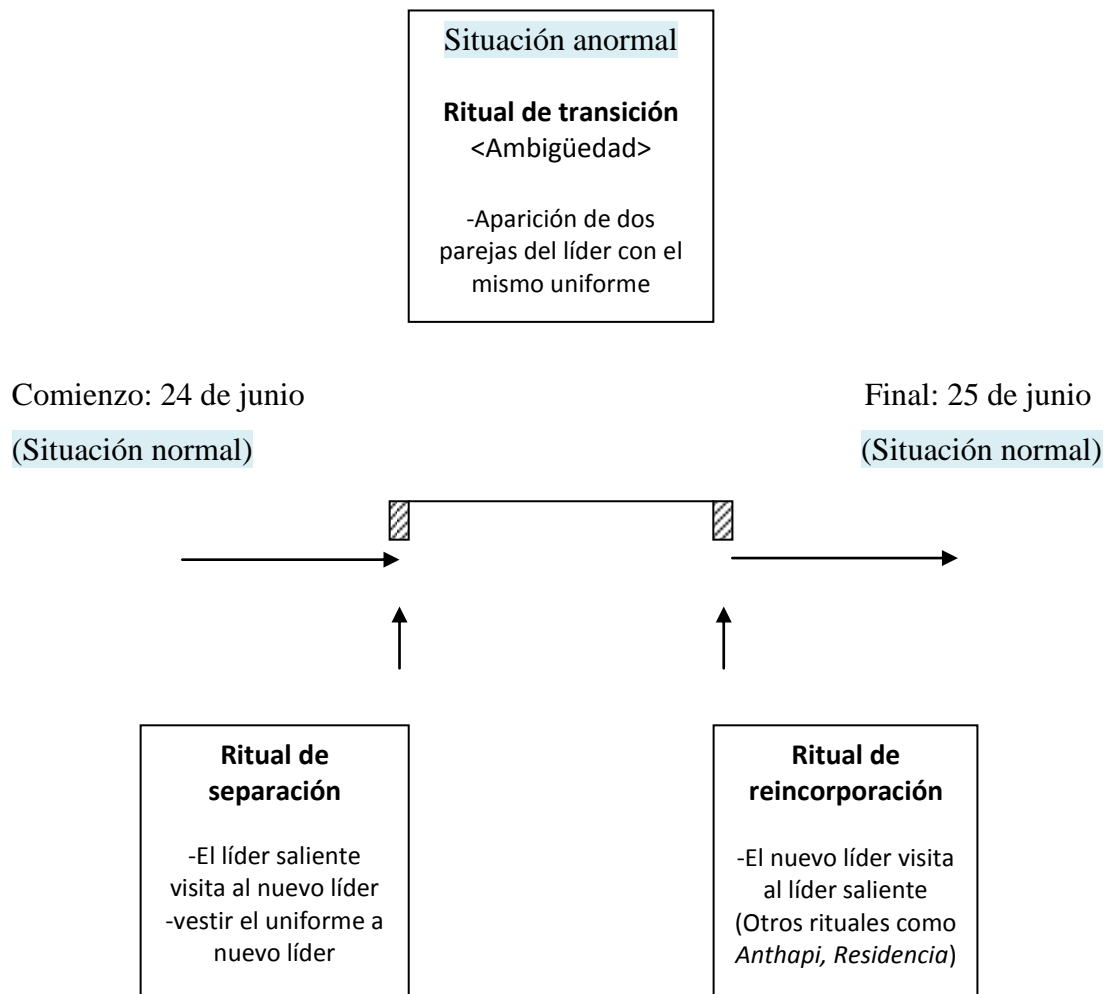 Situación anormal
Ritual de transición
<Ambigüedad>
-Aparición de dos
parejas del líder con el
mismo uniforme
Comienzo: 24 de junio
(Situación normal)
Final: 25 de junio
(Situación normal)
Ritual de
separación
-El líder saliente
visita al nuevo líder
-vestir el uniforme a
nuevo líder
Ritual de
reincorporación
-El nuevo líder visita
al líder saliente
(Otros rituales como
Anthapi, Residencia)